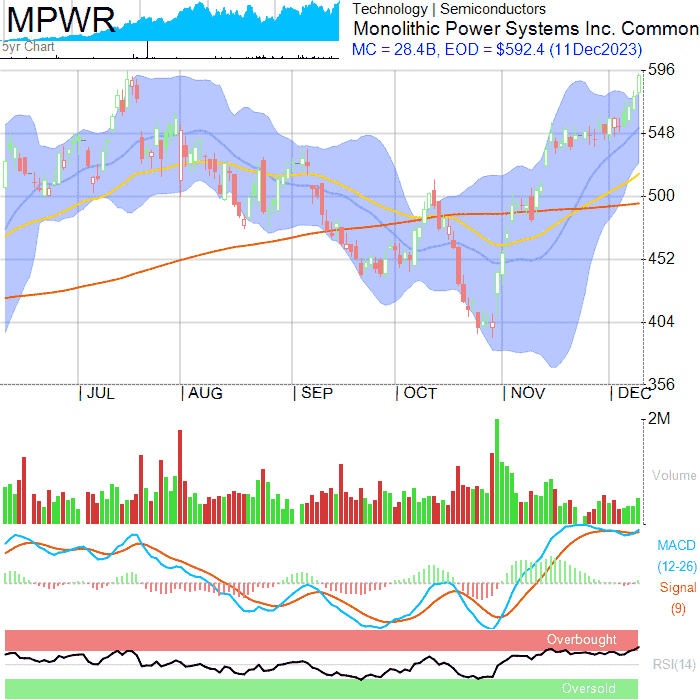 MPWR
5yr Chart
Technology | Semiconductors
Monolithic Power Systems Inc. Common
MC = 28.4B, EOD = $592.4 (11Dec2023)
596
548
500
452
404
356
JUL
AUG
SEP
OCT
NOV
DEC
2M
Volume
MACD
(12-26)
Signal
(9)
Overbought
RSI(14)
Oversold